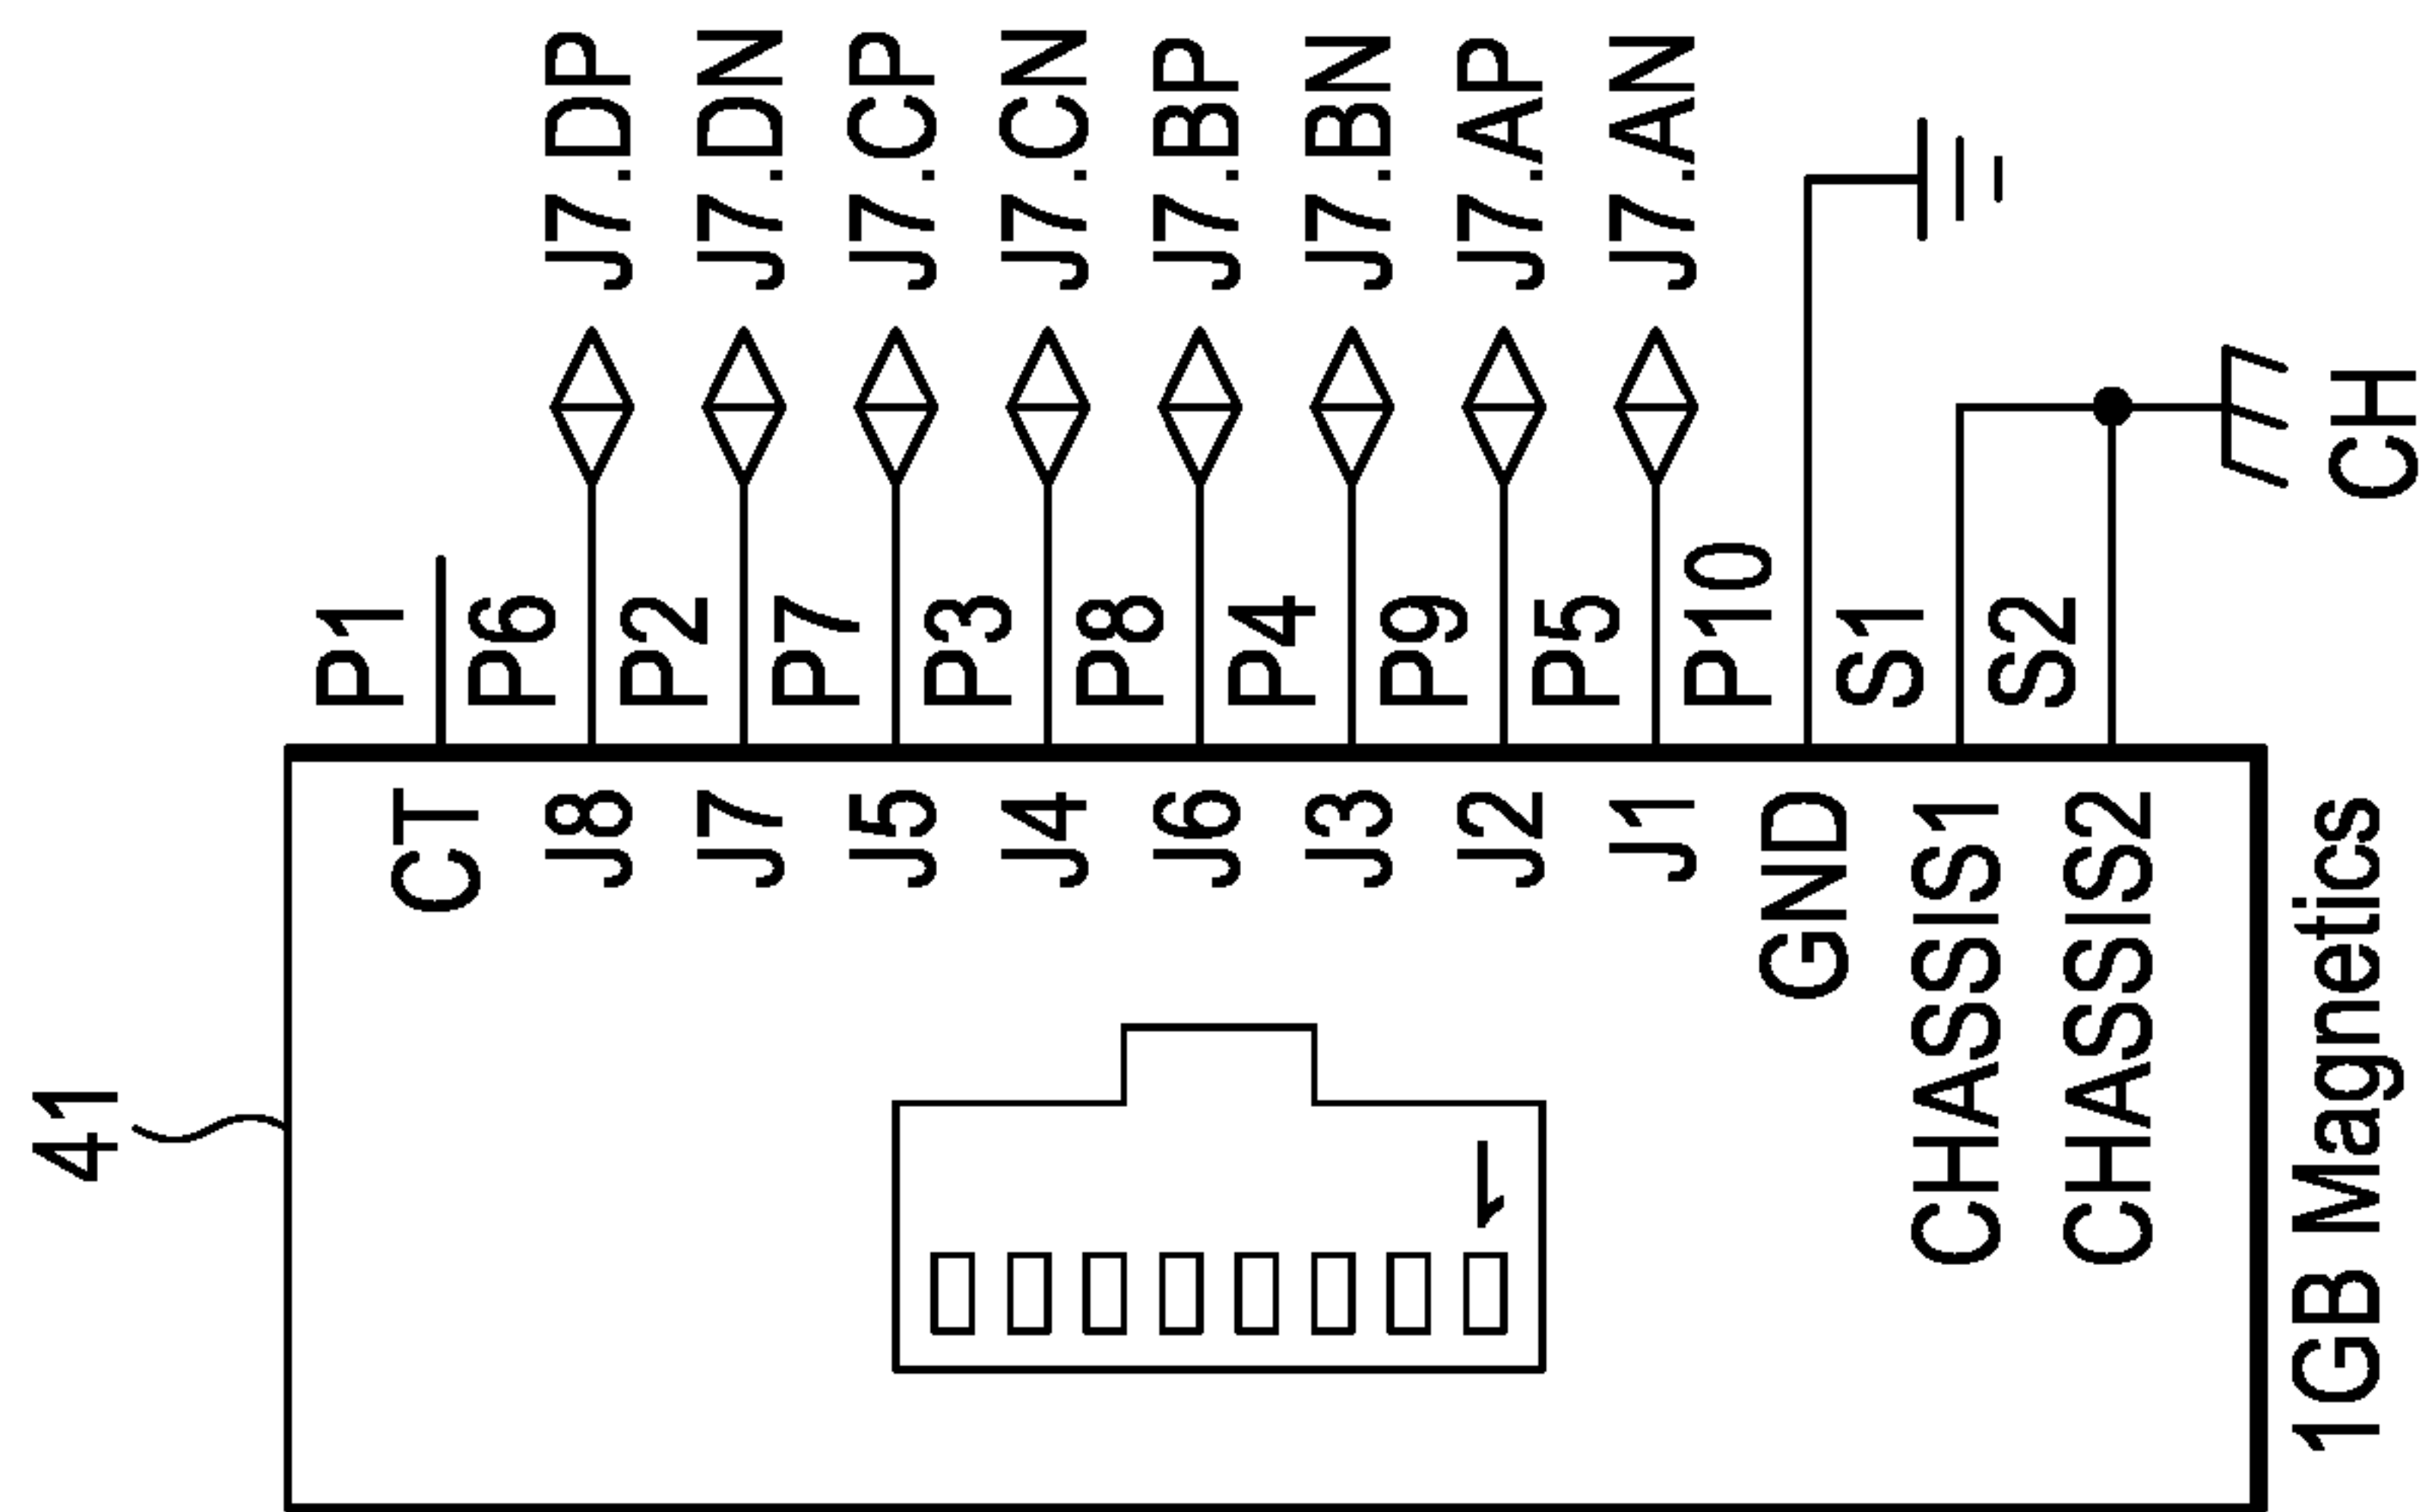 41
CT P1
J8 P6 J7.DP
J7 P2 J7.DN
J5 P7 J7.CP
J4 P3 J7.CN
J6 P8 J7.BP
J3 P4 J7.BN
J2 P9 J7.AP
J1 P5 J7.AN
GND P10
CHASSIS1 S1
CHASSIS2 S2
1
CH
1GB Magnetics